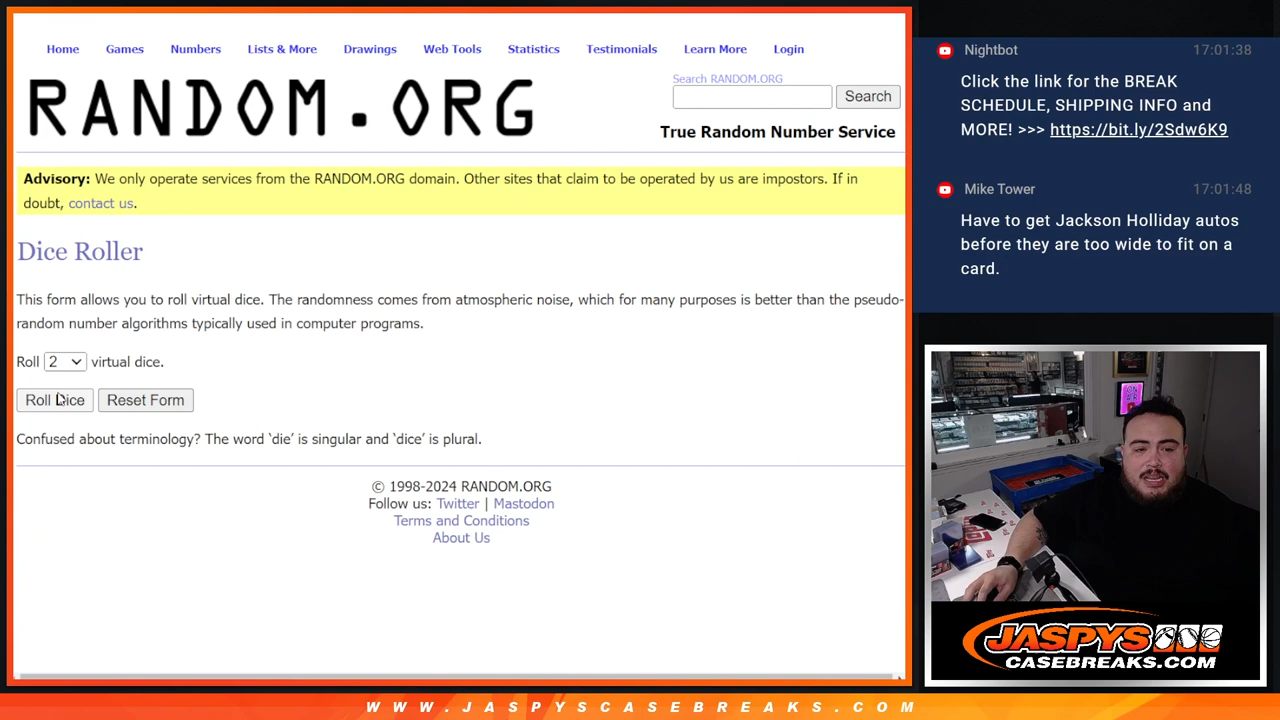 Home Games Numbers Lists & More Drawings Web Tools Statistics Testimonials Learn More Login
RANDOM.ORG
Search RANDOM.ORG
Search
True Random Number Service
Advisory: We only operate services from the RANDOM.ORG domain. Other sites that claim to be operated by us are impostors. If in
doubt, contact us.
Dice Roller
This form allows you to roll virtual dice. The randomness comes from atmospheric noise, which for many purposes is better than the pseudo-
random number algorithms typically used in computer programs.
Roll 2 virtual dice.
Roll Dice Reset Form
Confused about terminology? The word ‘die’ is singular and ‘dice’ is plural.
© 1998-2024 RANDOM.ORG
Follow us: Twitter | Mastodon
Terms and Conditions
About Us
Nightbot 17:01:38
Click the link for the BREAK
SCHEDULE, SHIPPING INFO and
MORE! >>> https://bit.ly/2Sdw6K9
Mike Tower 17:01:48
Have to get Jackson Holliday autos
before they are too wide to fit on a
card.
JASPYS
CASEBREAKS.COM
WWW.JASPYSCASEBREAKS.COM